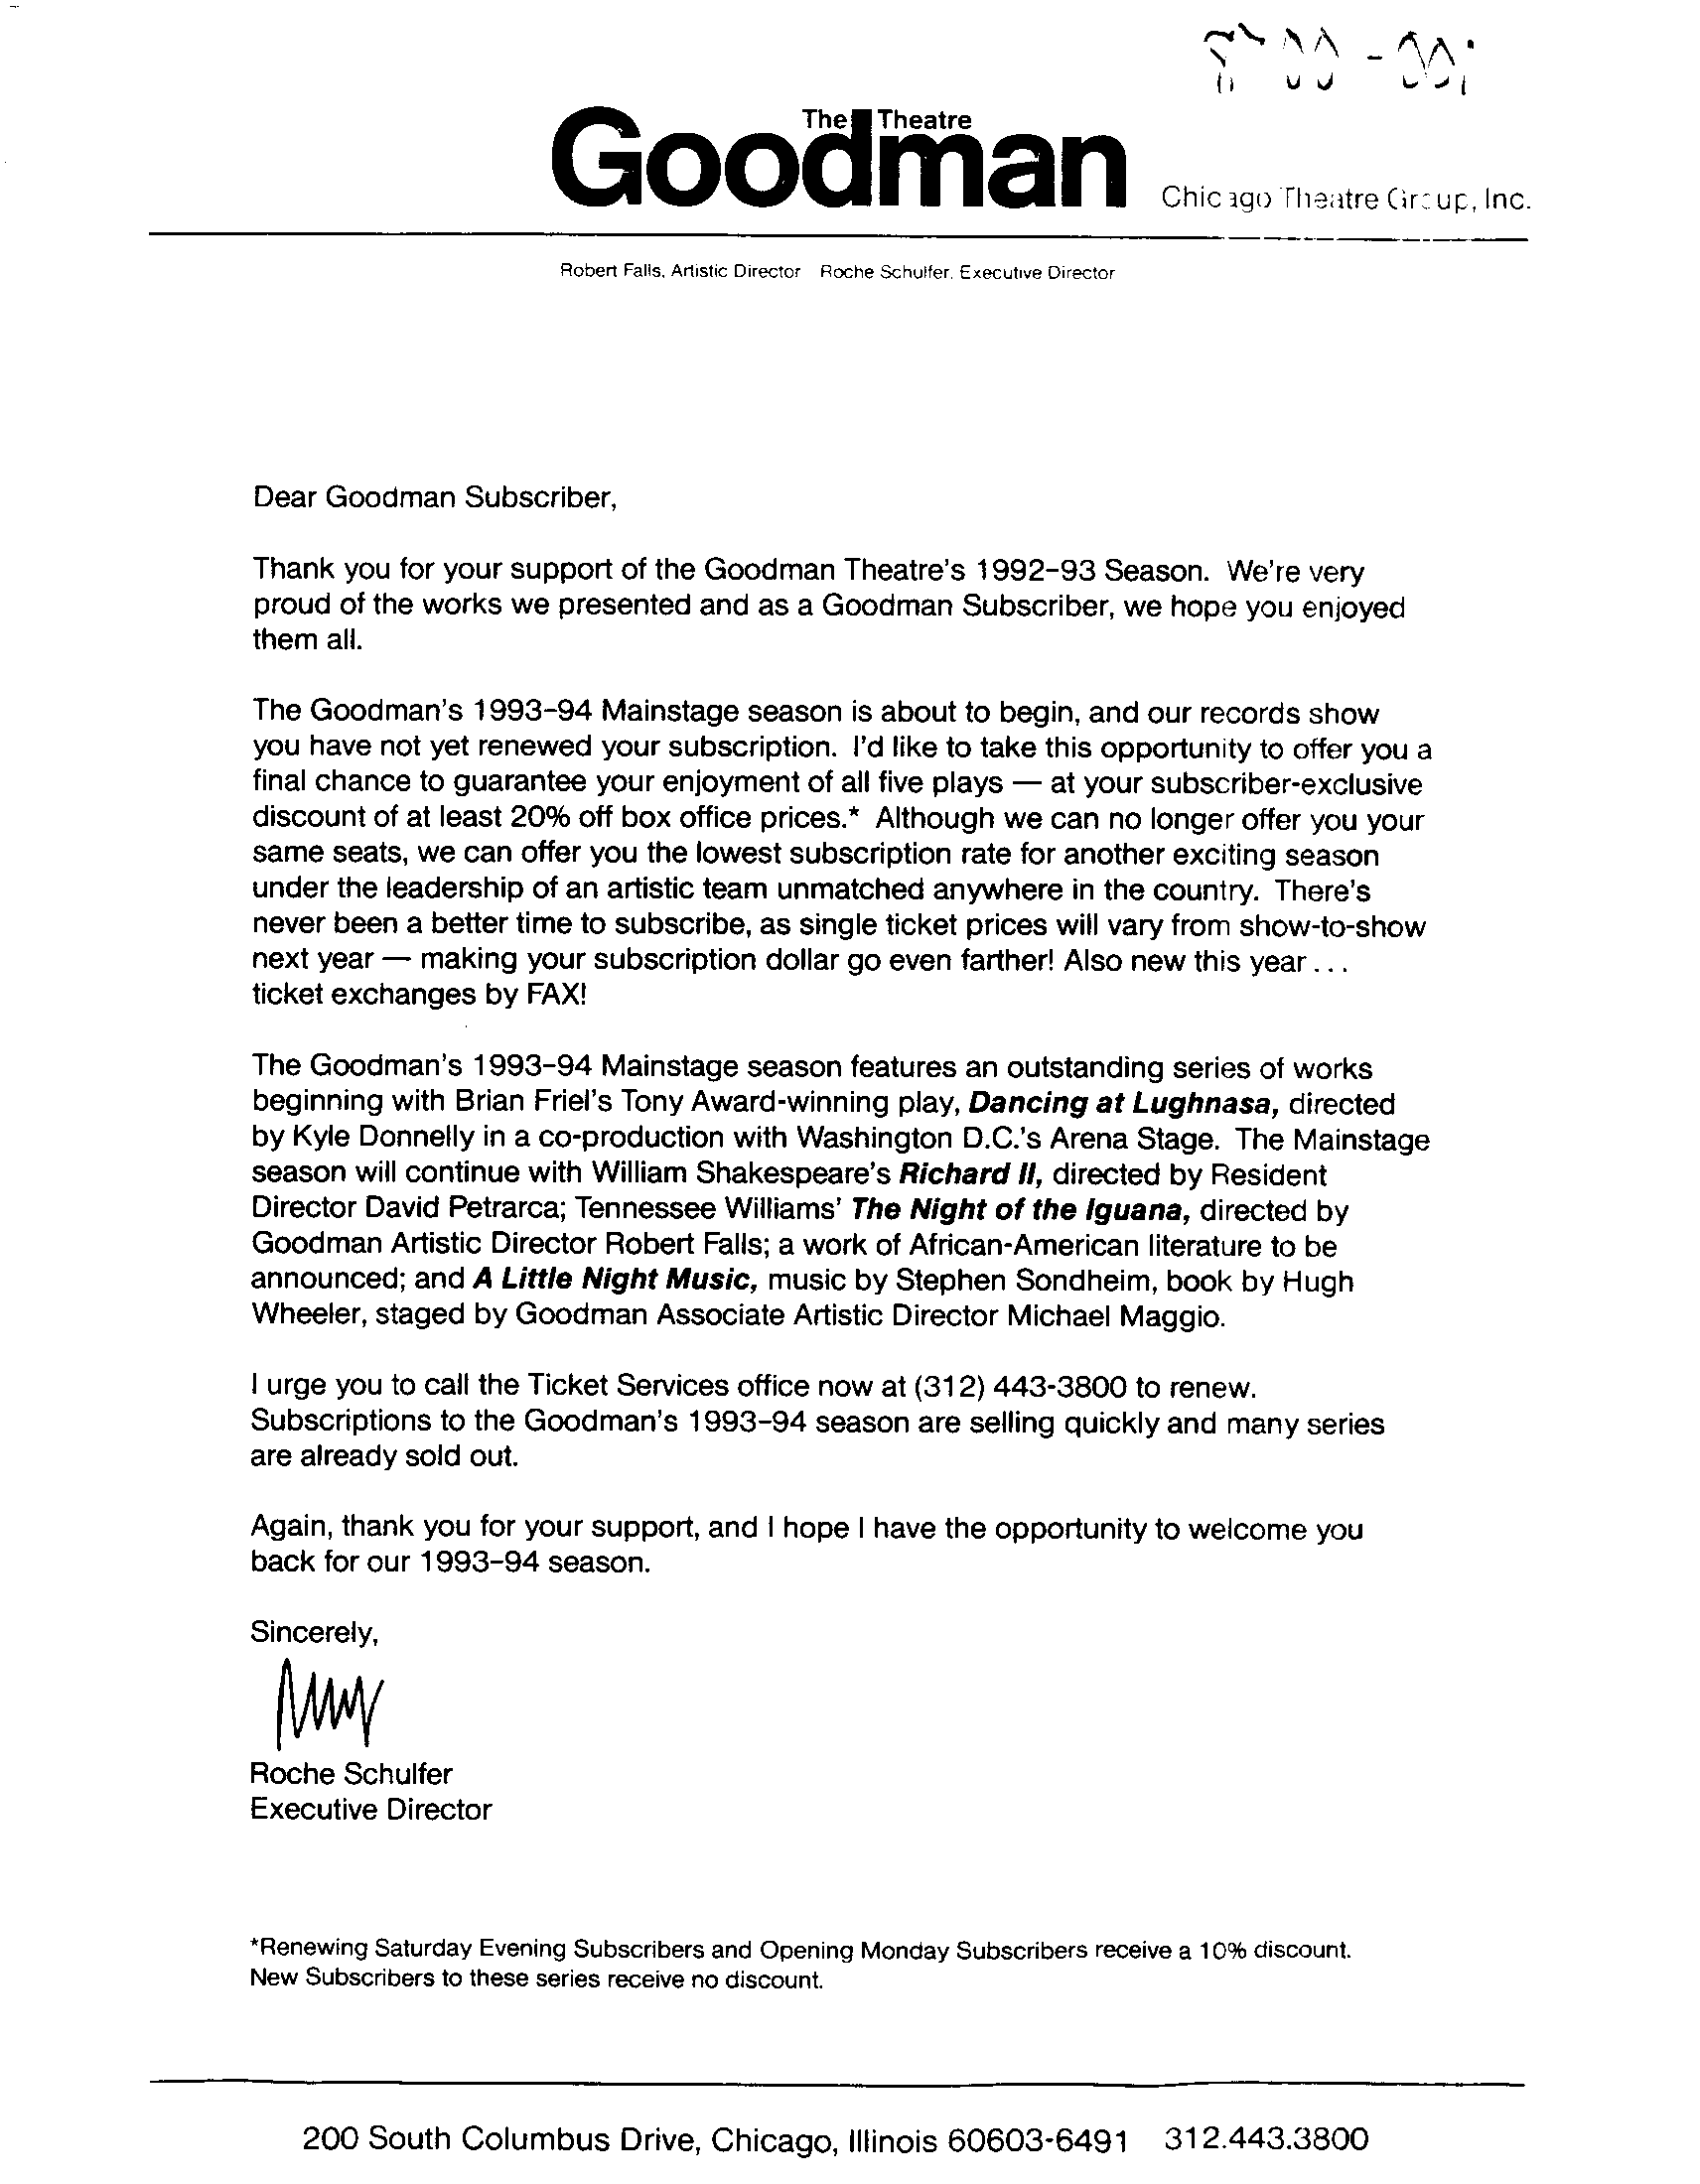 The Theatre
Goodman
Chicago Theatre Group, Inc.
Robert Falls, Artistic Director Roche Schulfer, Executive Director
Dear Goodman Subscriber,
Thank you for your support of the Goodman Theatre's 1992-93 Season. We're very
proud of the works we presented and as a Goodman Subscriber, we hope you enjoyed
them all.
The Goodman's 1993-94 Mainstage season is about to begin, and our records show
you have not yet renewed your subscription. I'd like to take this opportunity to offer you a
final chance to guarantee your enjoyment of all five plays — at your subscriber-exclusive
discount of at least 20% off box office prices.* Although we can no longer offer you your
same seats, we can offer you the lowest subscription rate for another exciting season
under the leadership of an artistic team unmatched anywhere in the country. There's
never been a better time to subscribe, as single ticket prices will vary from show-to-show
next year — making your subscription dollar go even farther! Also new this year . . .
ticket exchanges by FAX!
The Goodman's 1993-94 Mainstage season features an outstanding series of works
beginning with Brian Friel's Tony Award-winning play, Dancing at Lughnasa, directed
by Kyle Donnelly in a co-production with Washington D.C.'s Arena Stage. The Mainstage
season will continue with William Shakespeare's Richard II, directed by Resident
Director David Petrarca; Tennessee Williams' The Night of the Iguana, directed by
Goodman Artistic Director Robert Falls; a work of African-American literature to be
announced; and A Little Night Music, music by Stephen Sondheim, book by Hugh
Wheeler, staged by Goodman Associate Artistic Director Michael Maggio.
I urge you to call the Ticket Services office now at (312) 443-3800 to renew.
Subscriptions to the Goodman's 1993-94 season are selling quickly and many series
are already sold out.
Again, thank you for your support, and I hope I have the opportunity to welcome you
back for our 1993-94 season.
Sincerely,
Roche Schulfer
Executive Director
*Renewing Saturday Evening Subscribers and Opening Monday Subscribers receive a 10% discount.
New Subscribers to these series receive no discount.
200 South Columbus Drive, Chicago, Illinois 60603-6491 312.443.3800